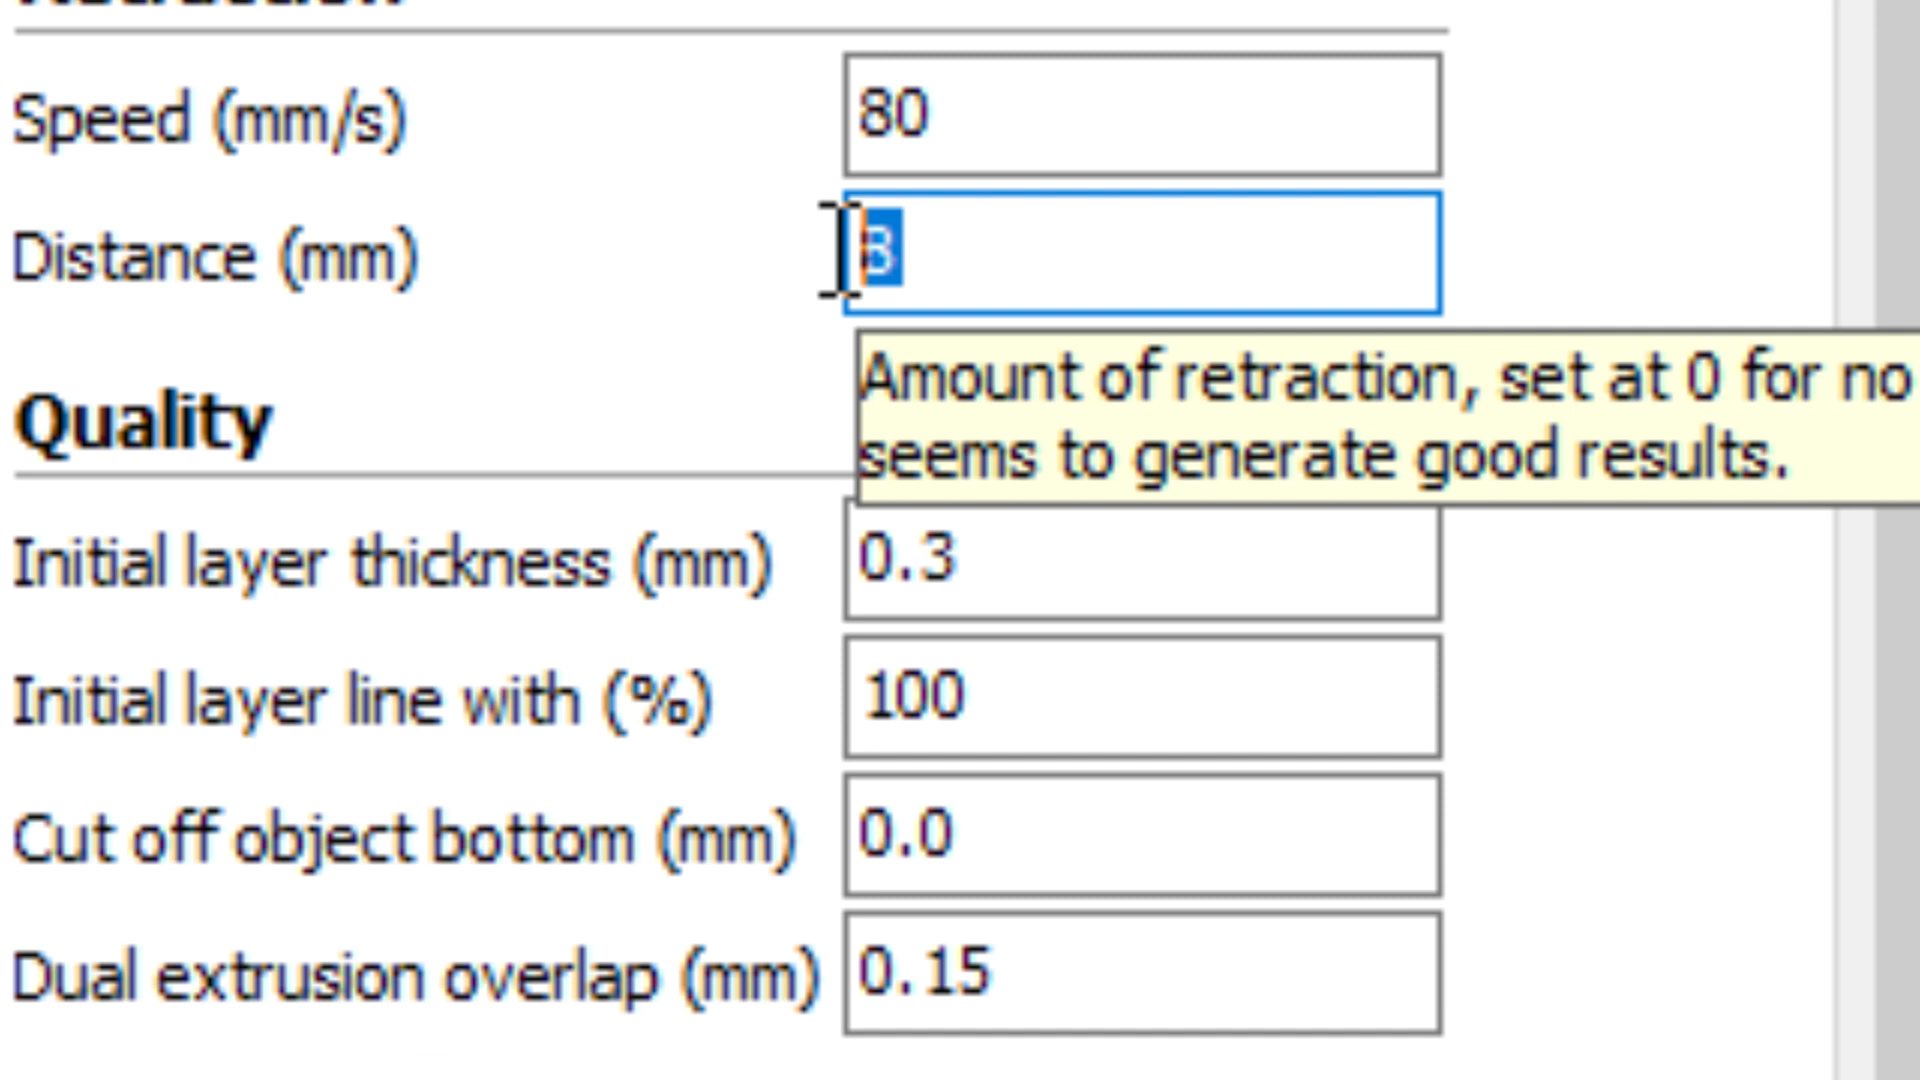 Retraction
Speed (mm/s) 80
Distance (mm) 3
Amount of retraction, set at 0 for no
seems to generate good results.
Quality
Initial layer thickness (mm) 0.3
Initial layer line with (%) 100
Cut off object bottom (mm) 0.0
Dual extrusion overlap (mm) 0.15